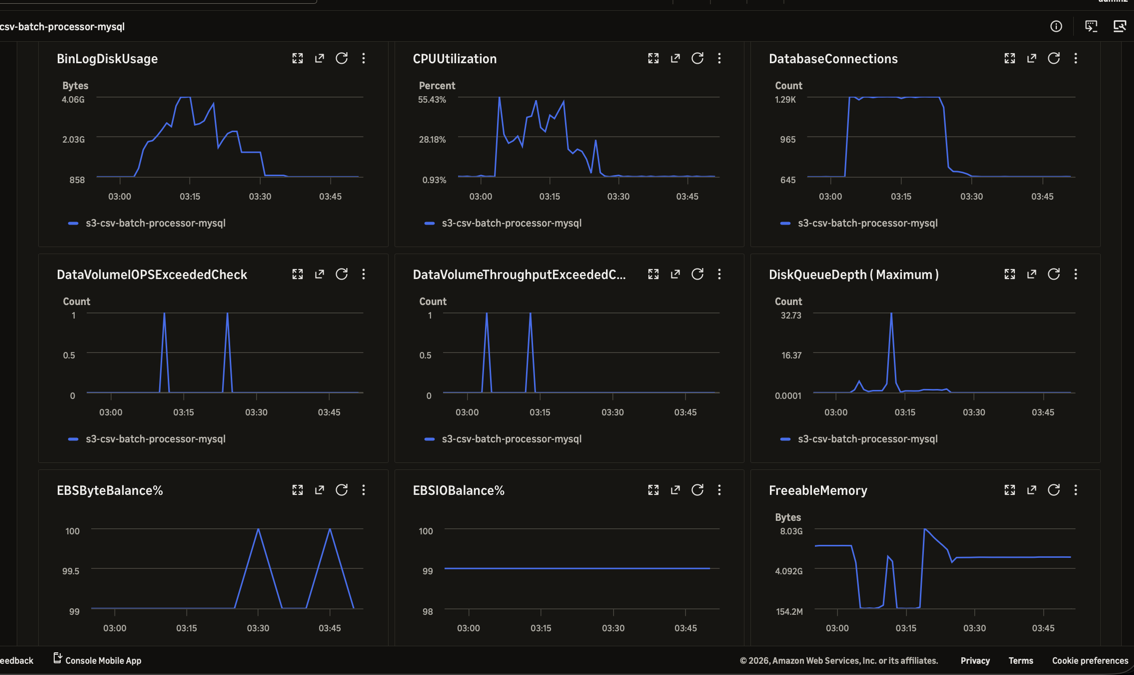 csv-batch-processor-mysql
BinLogDiskUsage
Bytes
4.06G
2.03G
858
03:00 03:15 03:30 03:45
s3-csv-batch-processor-mysql
CPUUtilization
Percent
55.43%
28.18%
0.93%
03:00 03:15 03:30 03:45
s3-csv-batch-processor-mysql
DatabaseConnections
Count
1.29K
965
645
03:00 03:15 03:30 03:45
s3-csv-batch-processor-mysql
DataVolumeIOPSExceededCheck
Count
1
0.5
0
03:00 03:15 03:30 03:45
s3-csv-batch-processor-mysql
DataVolumeThroughputExceededC...
Count
1
0.5
0
03:00 03:15 03:30 03:45
s3-csv-batch-processor-mysql
DiskQueueDepth ( Maximum )
Count
32.73
16.37
0.0001
03:00 03:15 03:30 03:45
s3-csv-batch-processor-mysql
EBSByteBalance%
100
99.5
99
03:00 03:15 03:30 03:45
EBSIOBalance%
100
99
98
03:00 03:15 03:30 03:45
FreeableMemory
Bytes
8.03G
4.092G
154.2M
03:00 03:15 03:30 03:45
eedback Console Mobile App © 2026, Amazon Web Services, Inc. or its affiliates. Privacy Terms Cookie preferences